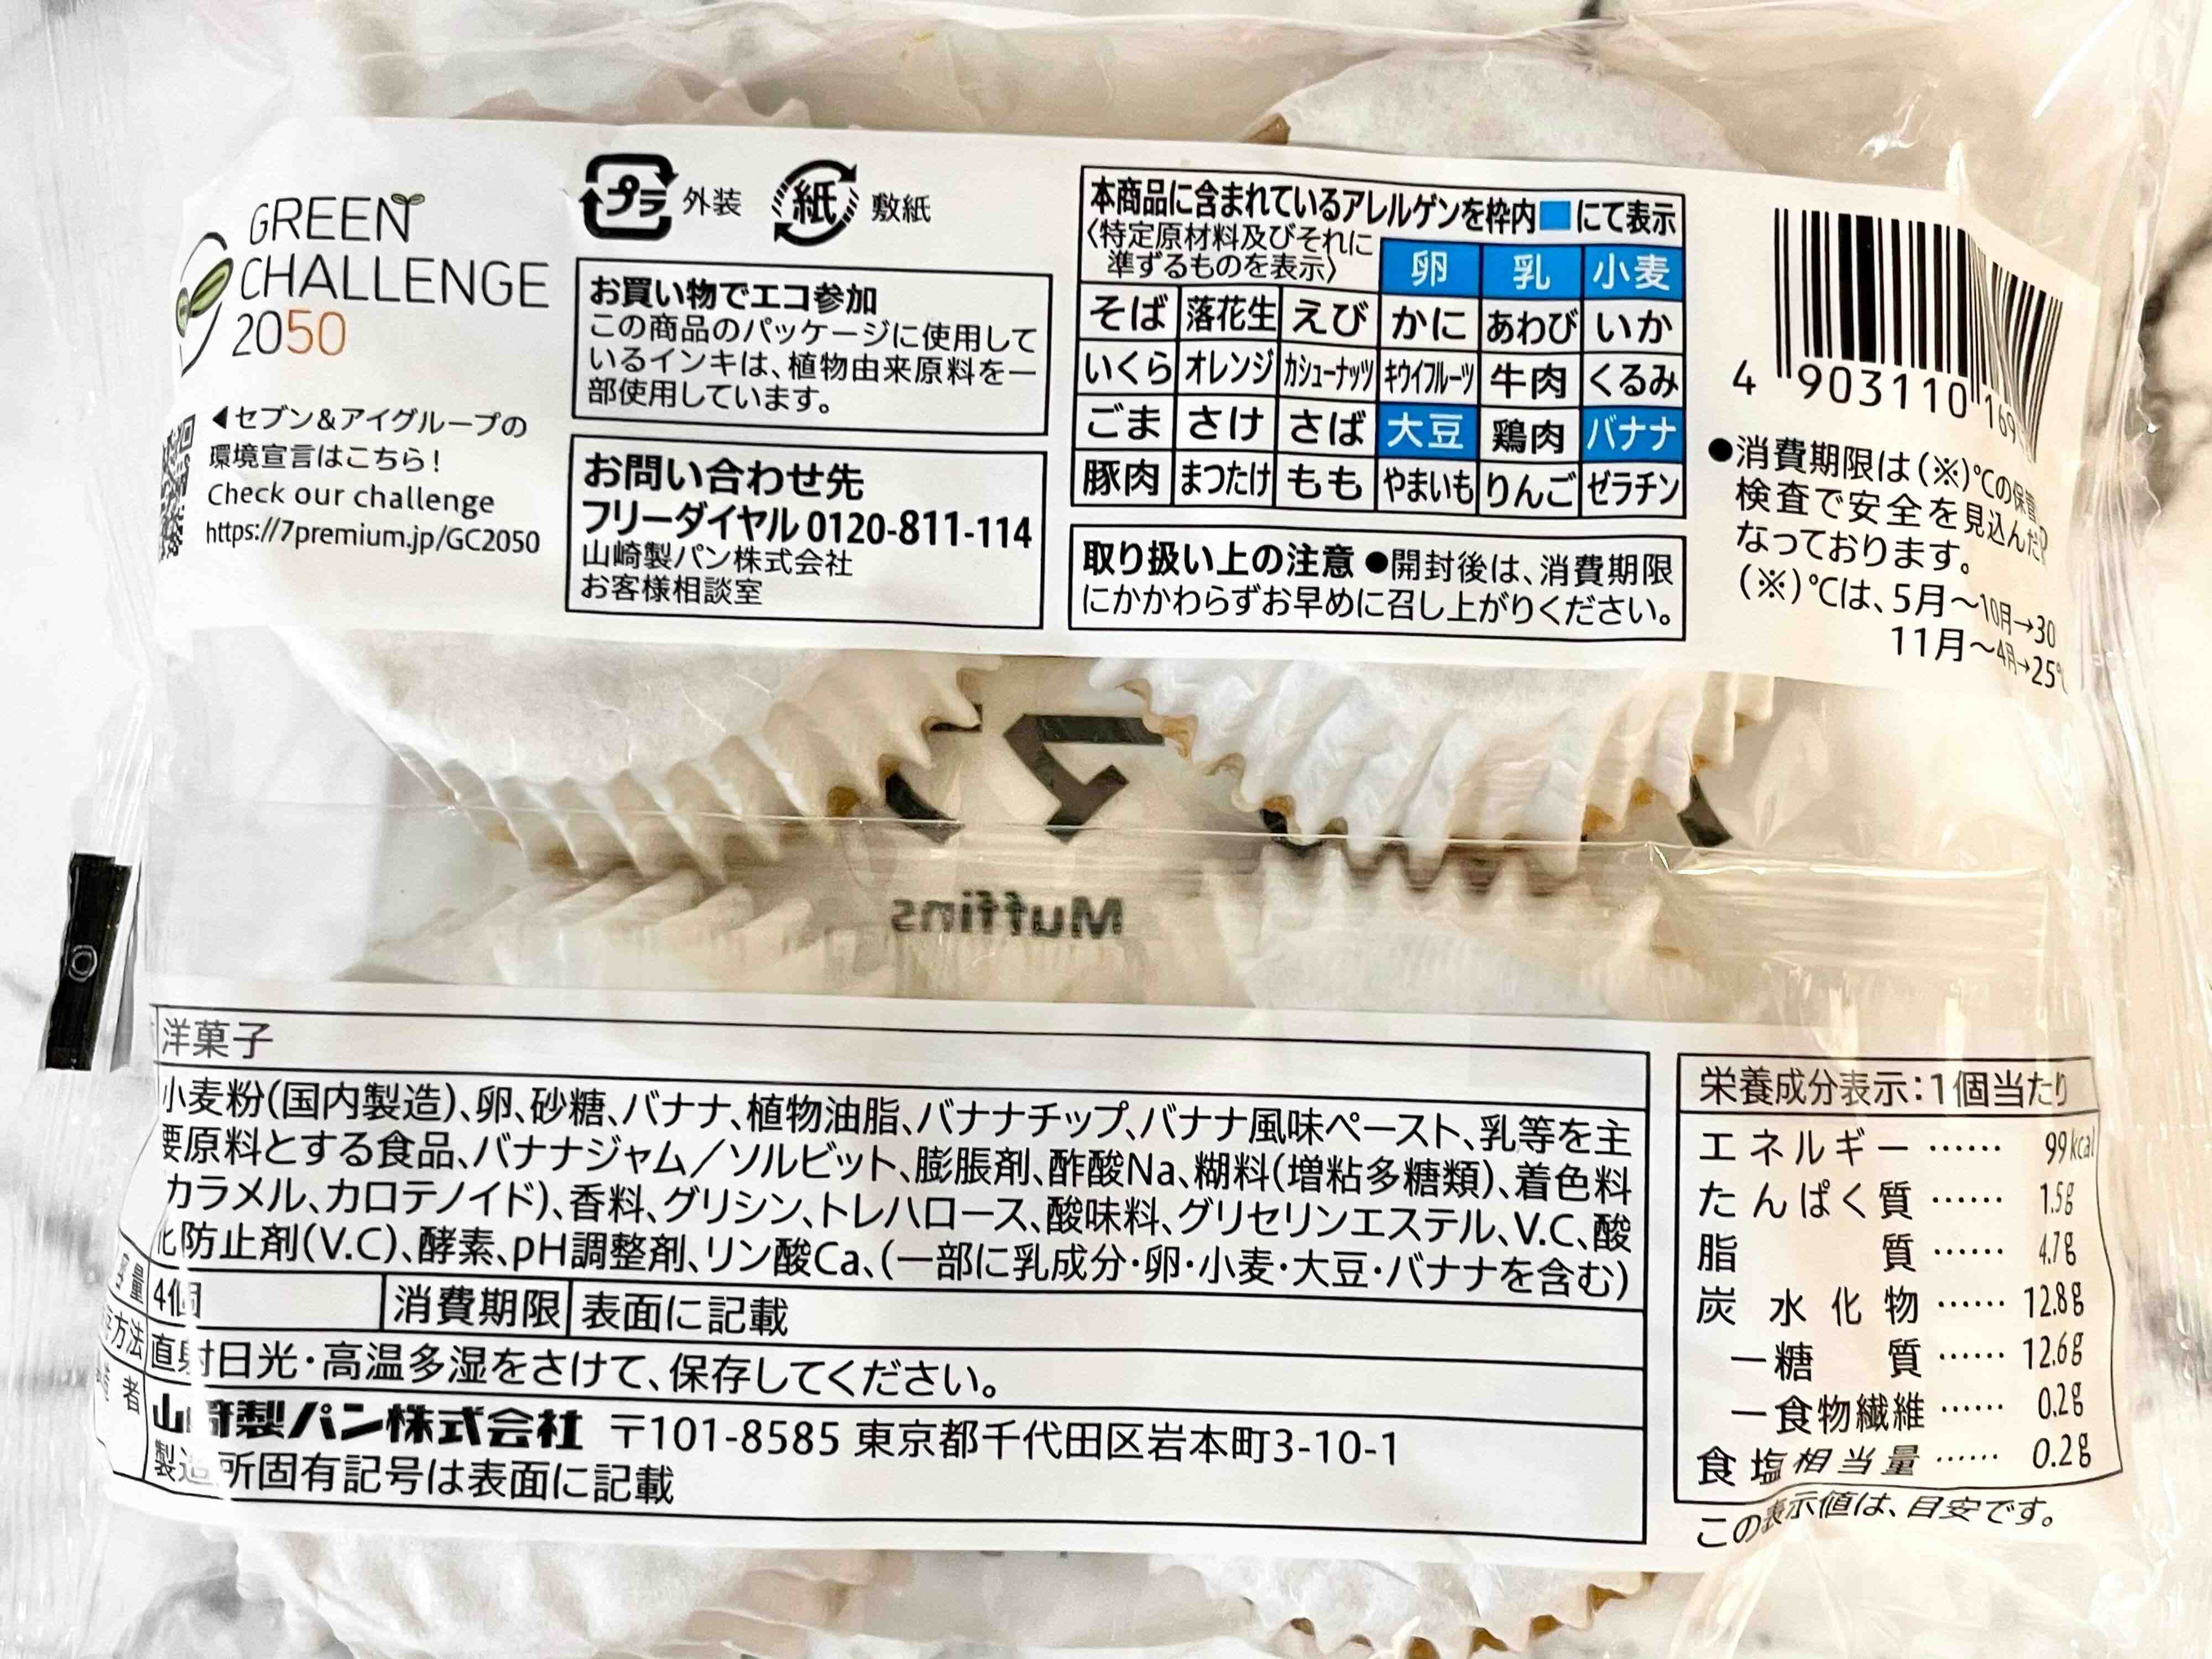 GREEN
CHALLENGE
2050
◀セブン&アイグループの
環境宣言はこちら!
Check our challenge
https://7premium.jp/GC2050
プラ 外装 紙 敷紙
お買い物でエコ参加
この商品のパッケージに使用して
いるインキは、植物由来原料を一
部使用しています。
お問い合わせ先
フリーダイヤル 0120-811-114
山崎製パン株式会社
お客様相談室
本商品に含まれているアレルゲンを枠内■にて表示
〈特定原材料及びそれに
準ずるものを表示〉
卵 乳 小麦
そば 落花生 えび かに あわび いか
いくら オレンジ カシューナッツ キウイフルーツ 牛肉 くるみ
ごま さけ さば 大豆 鶏肉 バナナ
豚肉 まつたけ もも やまいも りんご ゼラチン
取り扱い上の注意 ●開封後は、消費期限
にかかわらずお早めに召し上がりください。
4 903110 169
●消費期限は(※)℃の保
検査で安全を見込んだ
なっております。
(※)℃は、5月~10月→30
11月~4月→25℃
マ
Muffins
洋菓子
小麦粉(国内製造)、卵、砂糖、バナナ、植物油脂、バナナチップ、バナナ風味ペースト、乳等を主
要原料とする食品、バナナジャム/ソルビット、膨脹剤、酢酸Na、糊料(増粘多糖類)、着色料
カラメル、カロテノイド)、香料、グリシン、トレハロース、酸味料、グリセリンエステル、V.C、酸
化防止剤(V.C)、酵素、pH調整剤、リン酸Ca、(一部に乳成分・卵・小麦・大豆・バナナを含む)
量 4個 消費期限 表面に記載
方法 直射日光・高温多湿をさけて、保存してください。
者 山崎製パン株式会社 〒101-8585 東京都千代田区岩本町3-10-1
製造所固有記号は表面に記載
栄養成分表示:1個当たり
エネルギー …… 99kcal
たんぱく質 …… 1.5g
脂質 …… 4.7g
炭水化物 …… 12.8g
ー糖質 …… 12.6g
ー食物繊維 …… 0.2g
食塩相当量 …… 0.2g
この表示値は、目安です。